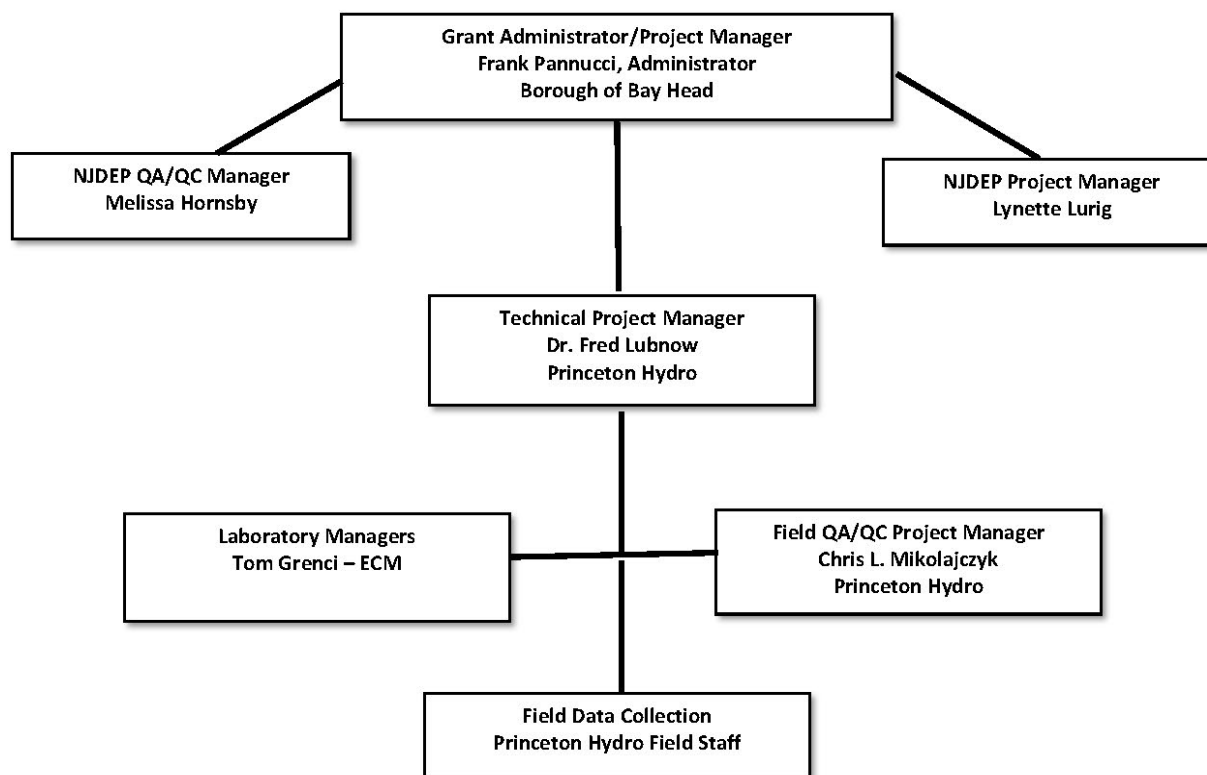 Grant Administrator/Project Manager
Frank Pannucci, Administrator
Borough of Bay Head
NJDEP QA/QC Manager
Melissa Hornsby
NJDEP Project Manager
Lynette Lurig
Technical Project Manager
Dr. Fred Lubnow
Princeton Hydro
Laboratory Managers
Tom Grenci – ECM
Field QA/QC Project Manager
Chris L. Mikolajczyk
Princeton Hydro
Field Data Collection
Princeton Hydro Field Staff